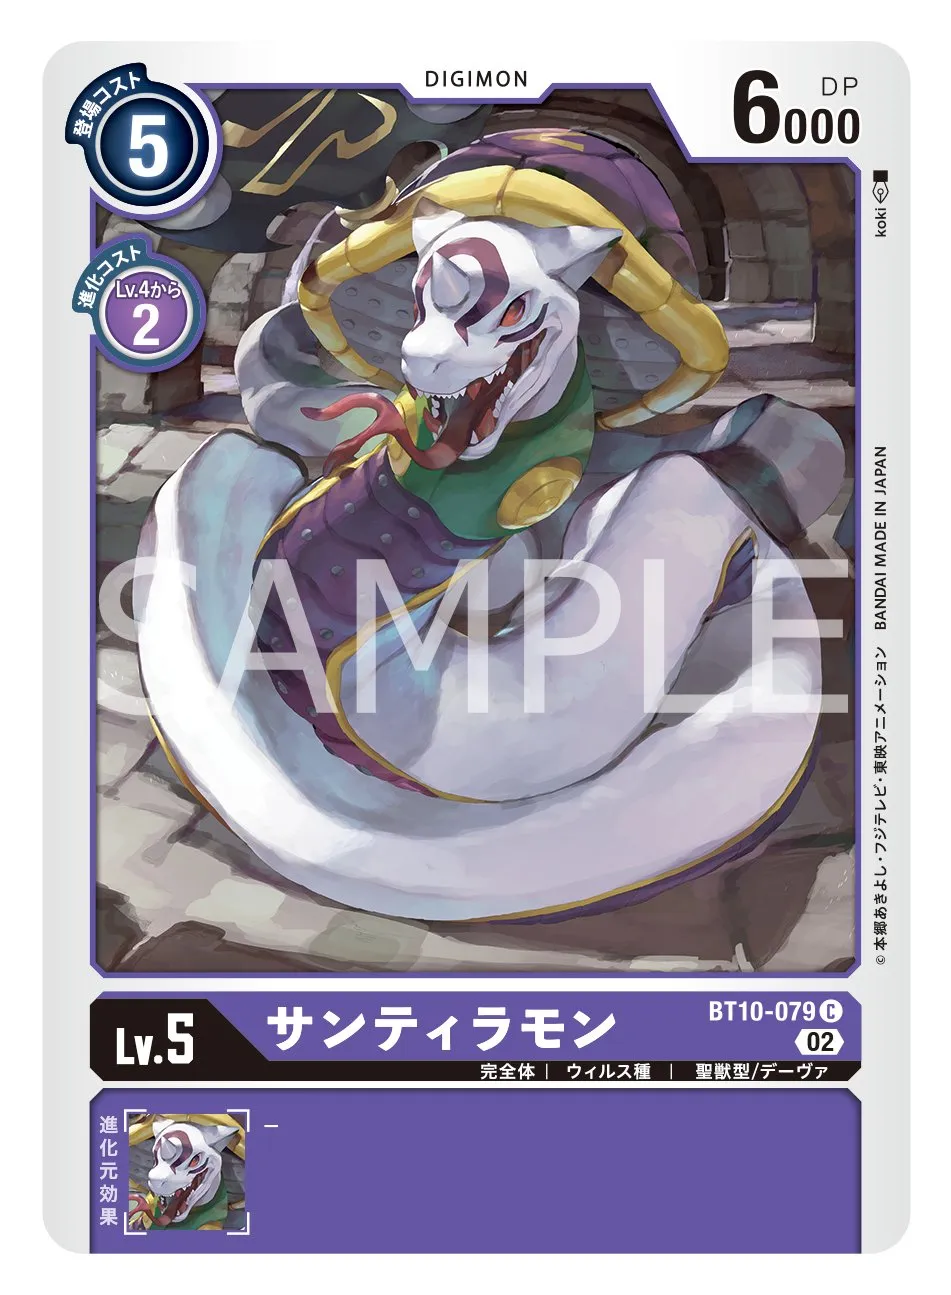 DIGIMON
登場コスト
5
DP
6000
進化コスト
Lv.4から
2
koki
SAMPLE
BANDAI MADE IN JAPAN
©本郷あきよし・フジテレビ・東映アニメーション
Lv.5
サンティラモン
BT10-079 C
02
完全体 | ウィルス種 | 聖獣型/デーヴァ
進化元効果
–